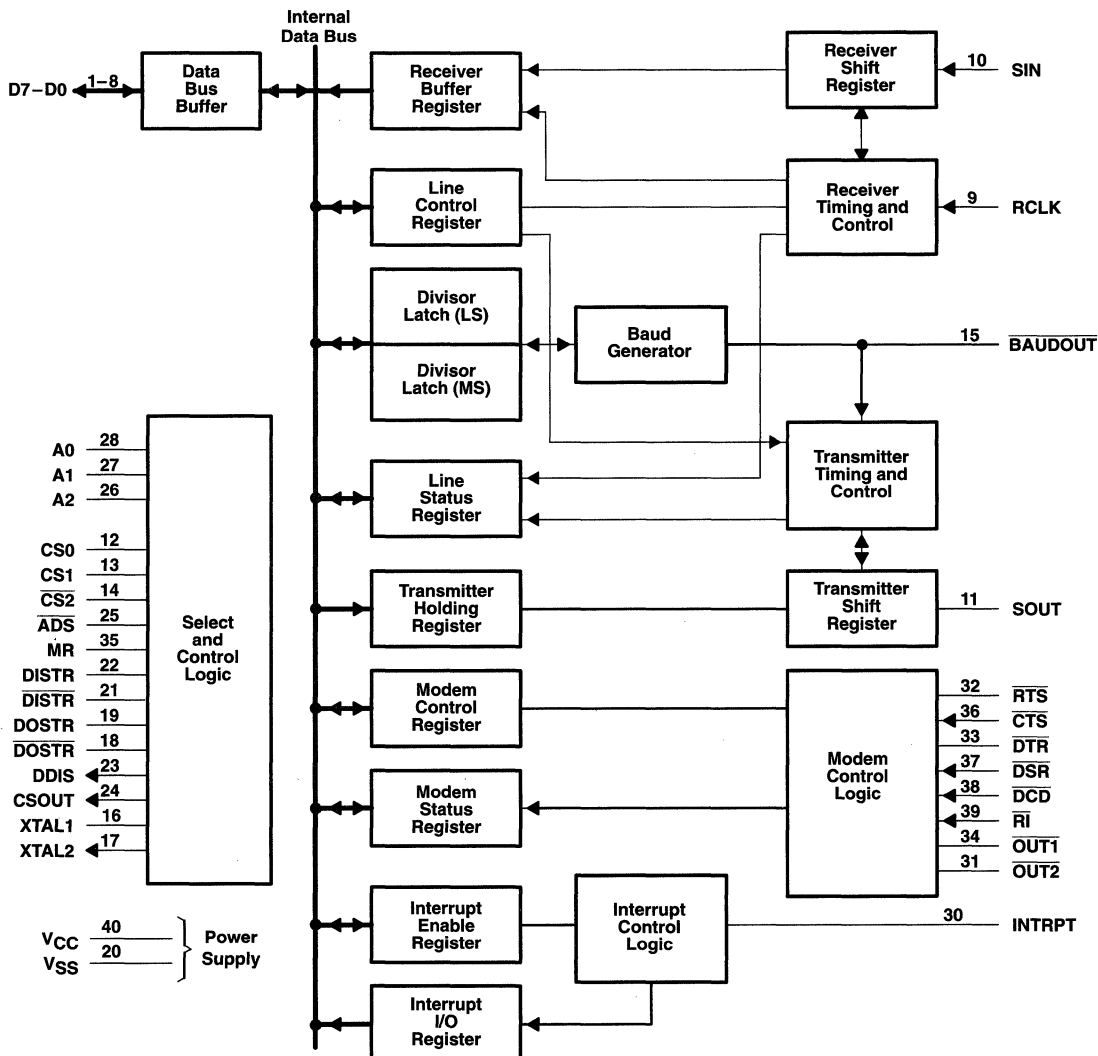 Internal
Data Bus
D7–D0
1–8
Data
Bus
Buffer
Receiver
Buffer
Register
Receiver
Shift
Register
10
SIN
Line
Control
Register
Receiver
Timing and
Control
9
RCLK
Divisor
Latch (LS)
Divisor
Latch (MS)
Baud
Generator
15
BAUDOUT
A0
28
A1
27
A2
26
CS0
12
CS1
13
CS2
14
ADS
25
MR
35
DISTR
22
DISTR
21
DOSTR
19
DOSTR
18
DDIS
23
CSOUT
24
XTAL1
16
XTAL2
17
Select
and
Control
Logic
Line
Status
Register
Transmitter
Timing and
Control
Transmitter
Holding
Register
Transmitter
Shift
Register
11
SOUT
Modem
Control
Register
Modem
Status
Register
Modem
Control
Logic
32
RTS
36
CTS
33
DTR
37
DSR
38
DCD
39
RI
34
OUT1
31
OUT2
Interrupt
Enable
Register
Interrupt
Control
Logic
30
INTRPT
VCC
40
VSS
20
Power
Supply
Interrupt
I/O
Register